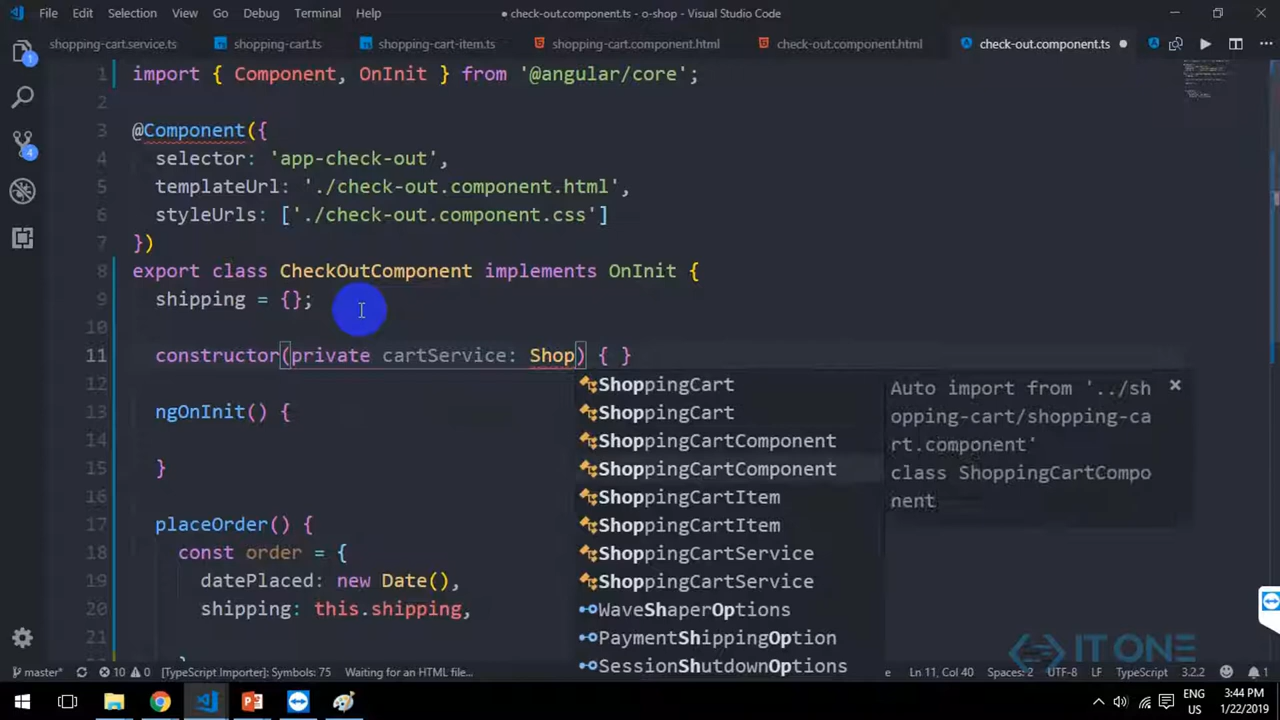 File Edit Selection View Go Debug Terminal Help
● check-out.component.ts - o-shop - Visual Studio Code
shopping-cart.service.ts shopping-cart.ts shopping-cart-item.ts shopping-cart.component.html check-out.component.html check-out.component.ts ●
1 import { Component, OnInit } from '@angular/core';
2
3 @Component({
4 selector: 'app-check-out',
5 templateUrl: './check-out.component.html',
6 styleUrls: ['./check-out.component.css']
7 })
8 export class CheckOutComponent implements OnInit {
9 shipping = {};
10
11 constructor(private cartService: Shop) { }
12
13 ngOnInit() {
14
15 }
16
17 placeOrder() {
18 const order = {
19 datePlaced: new Date(),
20 shipping: this.shipping,
21
ShoppingCart
ShoppingCart
ShoppingCartComponent
ShoppingCartComponent
ShoppingCartItem
ShoppingCartItem
ShoppingCartService
ShoppingCartService
WaveShaperOptions
PaymentShippingOption
SessionShutdownOptions
Auto import from '../sh
opping-cart/shopping-ca
rt.component'
class ShoppingCartCompo
nent
1
4
IT ONE
master* 10 0 [TypeScript Importer]: Symbols: 75 Waiting for an HTML file... e Ln 11, Col 40 Spaces: 2 UTF-8 LF TypeScript 3.2.2 1
ENG
US
3:44 PM
1/22/2019